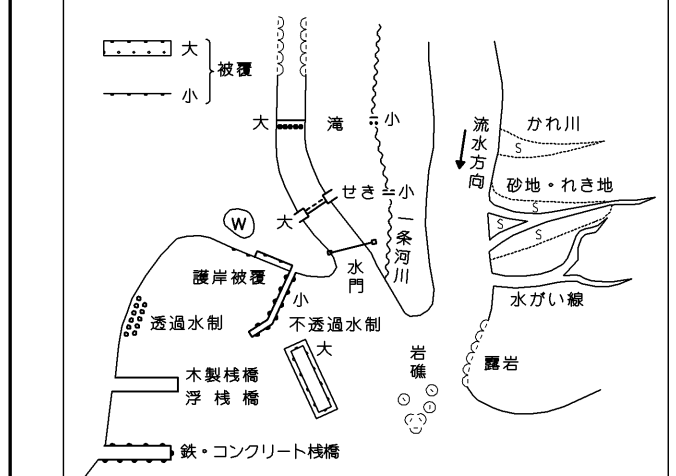 大
小
被覆
大 滝 小
せき 小
大
一条河川
水門
流水方向
かれ川
砂地・れき地
S
S
S
S
水がい線
露岩
岩礁
W
護岸被覆
小
不透過水制
大
透過水制
木製桟橋
浮桟橋
鉄・コンクリート桟橋